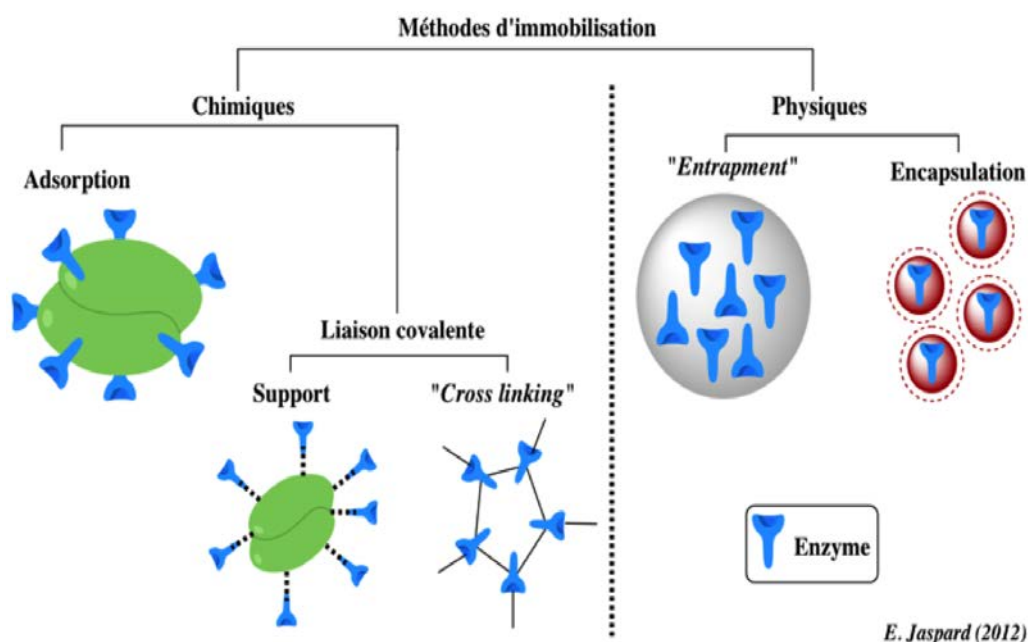 Méthodes d'immobilisation
Chimiques
Physiques
Adsorption
"Entrapment"
Encapsulation
Liaison covalente
Support
"Cross linking"
Enzyme
E. Jaspard (2012)